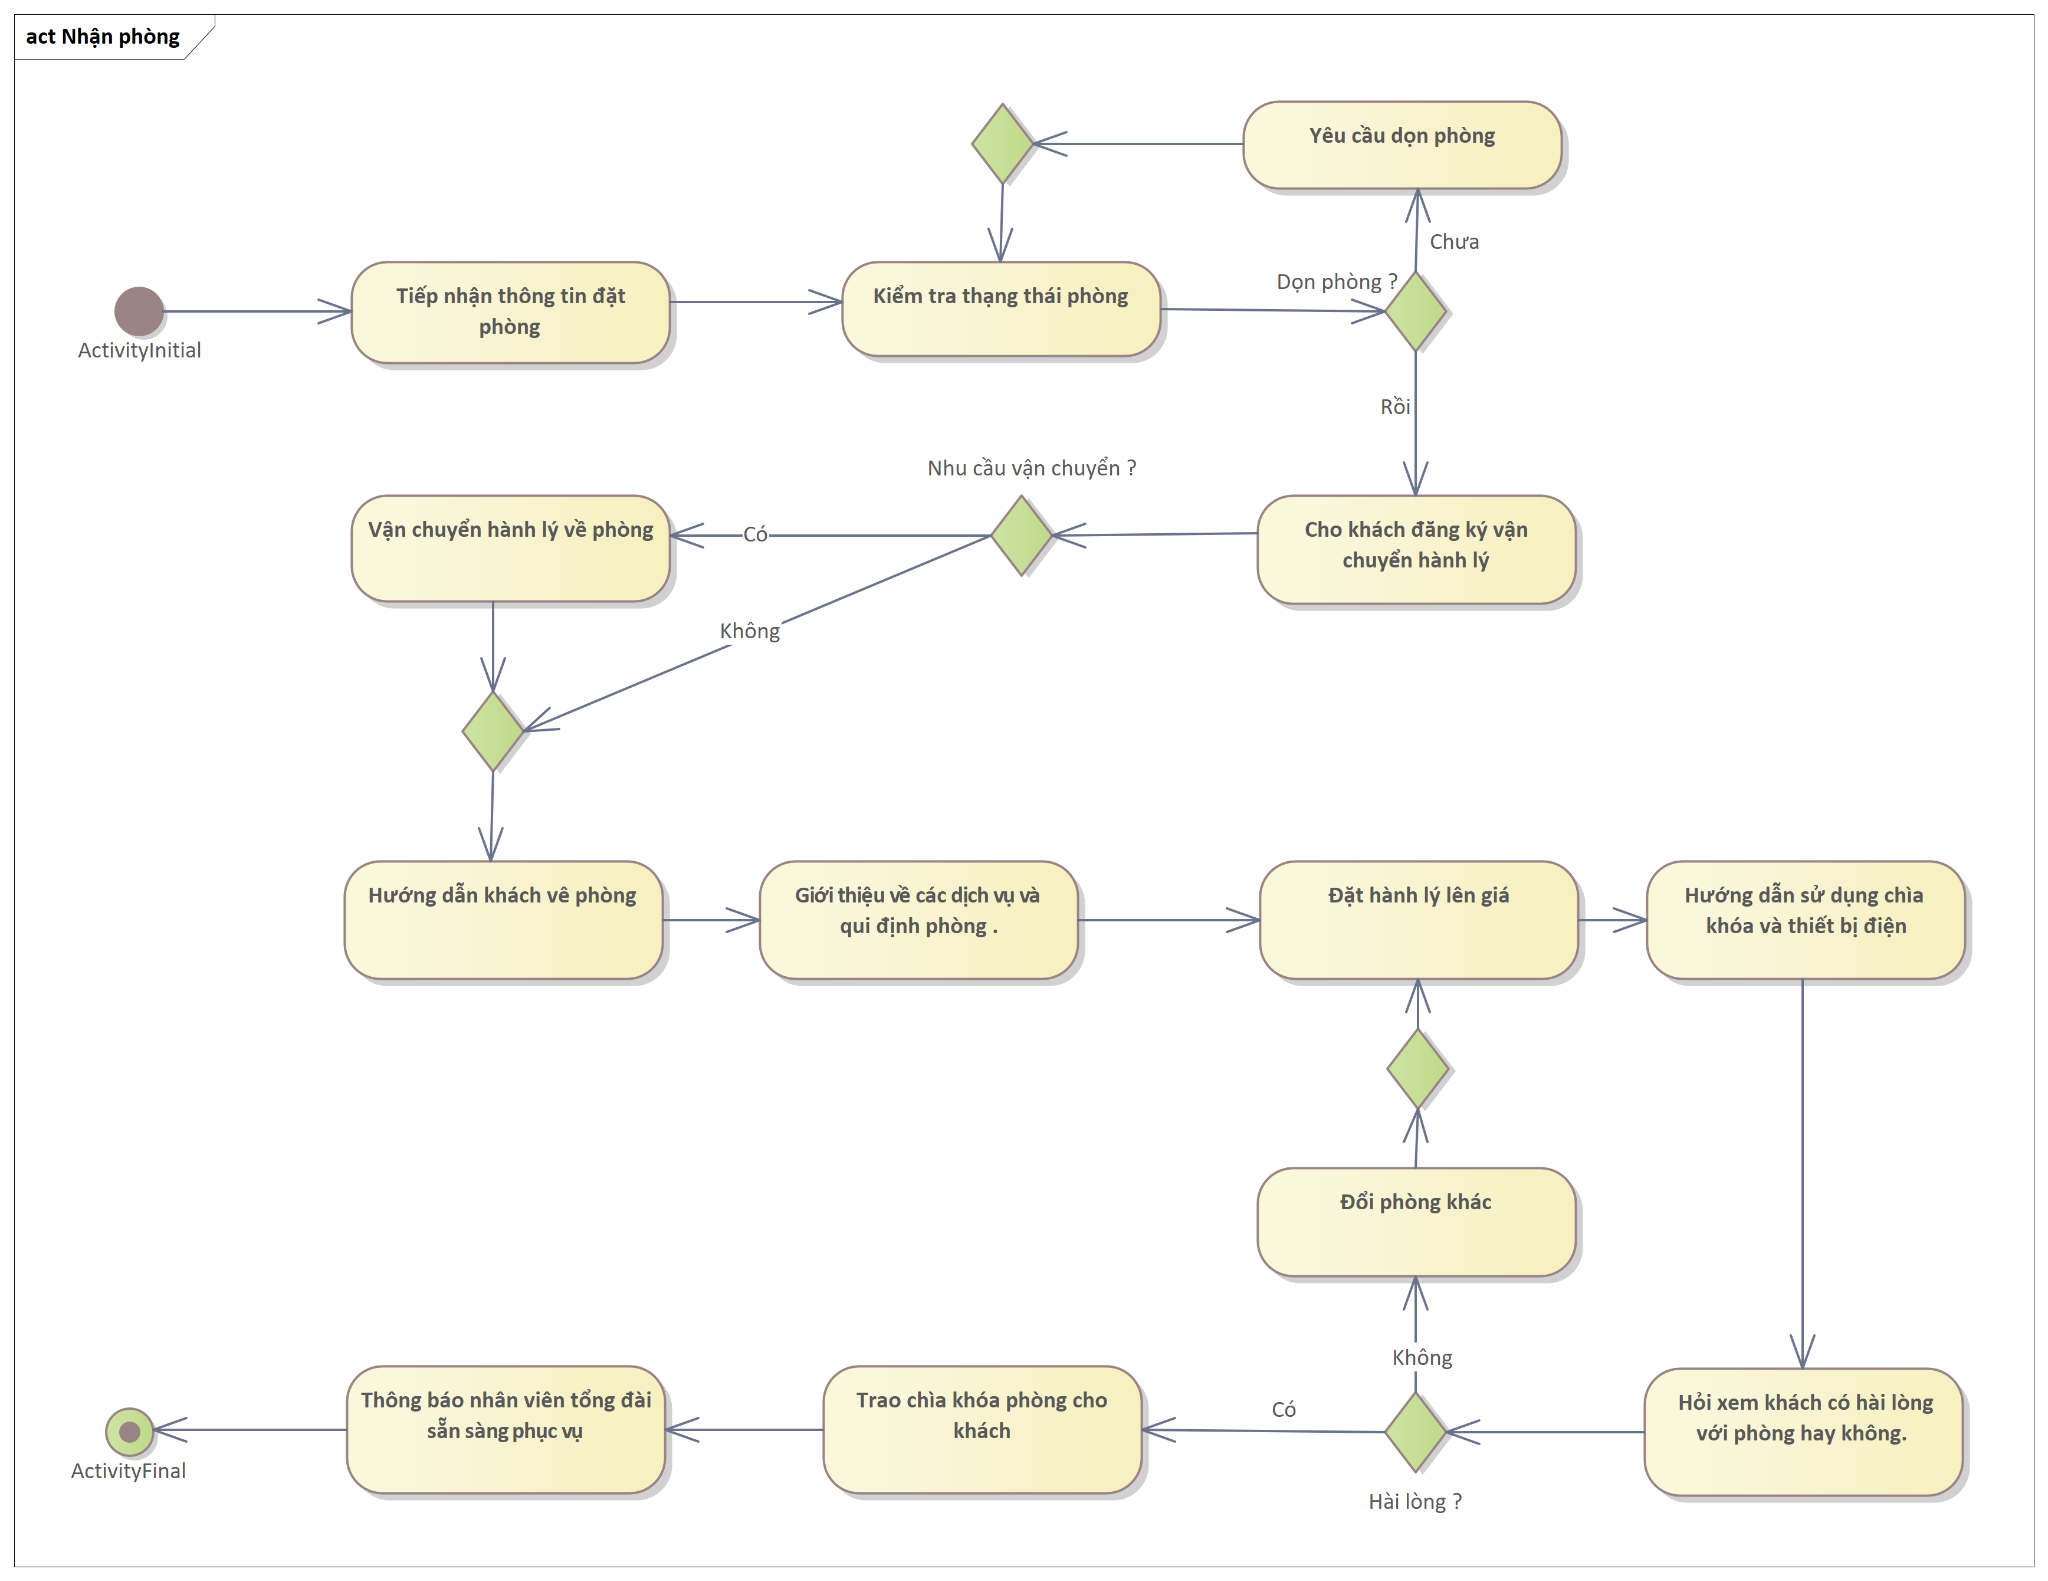 act Nhận phòng
Yêu cầu dọn phòng
Chưa
Dọn phòng ?
Tiếp nhận thông tin đặt
phòng
Kiểm tra thạng thái phòng
ActivityInitial
Rồi
Nhu cầu vận chuyển ?
Vận chuyển hành lý về phòng
Có
Cho khách đăng ký vận
chuyển hành lý
Không
Hướng dẫn khách vê phòng
Giới thiệu về các dịch vụ và
qui định phòng .
Đặt hành lý lên giá
Hướng dẫn sử dụng chìa
khóa và thiết bị điện
Đổi phòng khác
Không
Thông báo nhân viên tổng đài
sẵn sàng phục vụ
Trao chìa khóa phòng cho
khách
Có
Hỏi xem khách có hài lòng
với phòng hay không.
ActivityFinal
Hài lòng ?